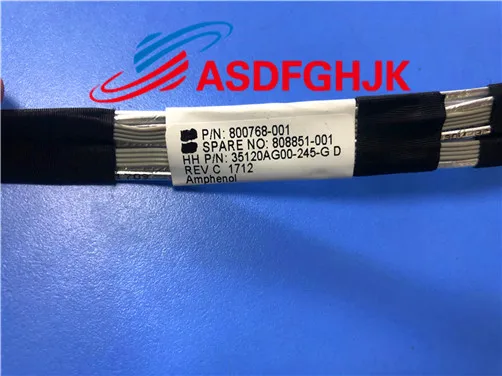 ASDFGHJK
P/N: 800768-001
SPARE NO: 808851-001
HH P/N: 35120AG00-245-G D
REV C 1712
Amphenol